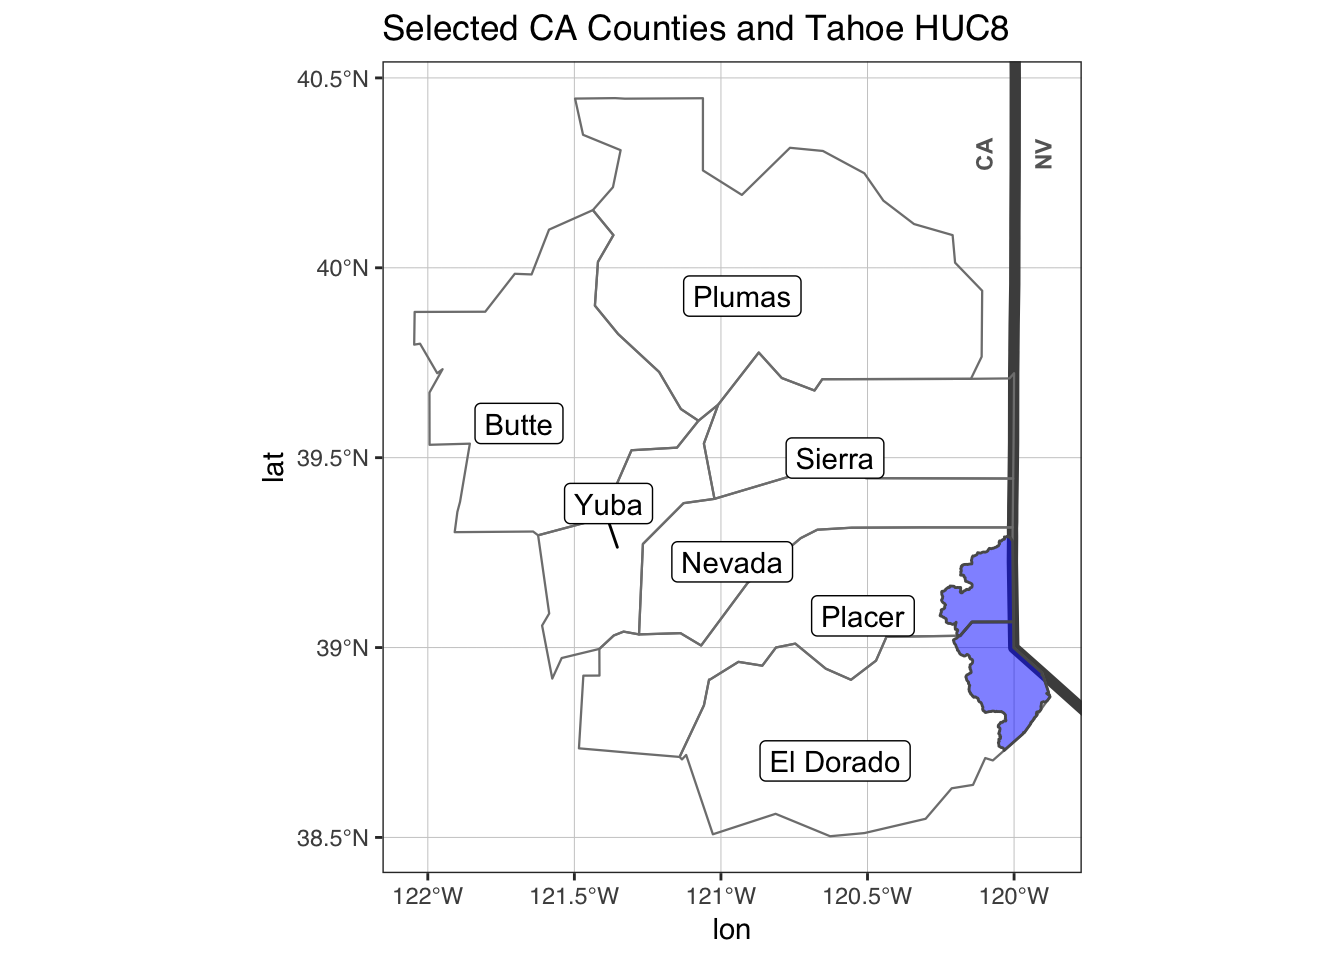 Selected CA Counties and Tahoe HUC8
40.5°N
CA
NV
40°N
Plumas
Butte
lat
39.5°N
Sierra
Yuba
Nevada
Placer
39°N
El Dorado
38.5°N
122°W
121.5°W
121°W
120.5°W
120°W
lon